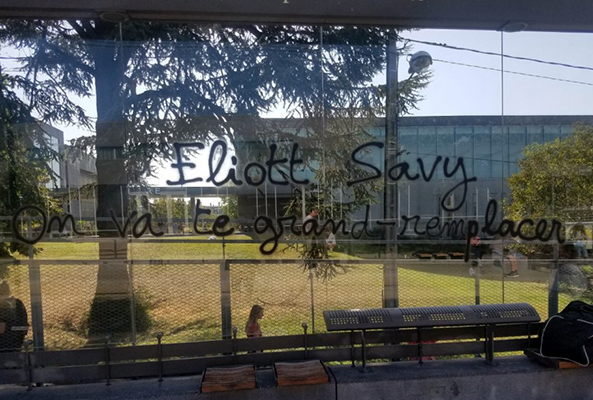 Eliott Savy
On va te grand-remplacer